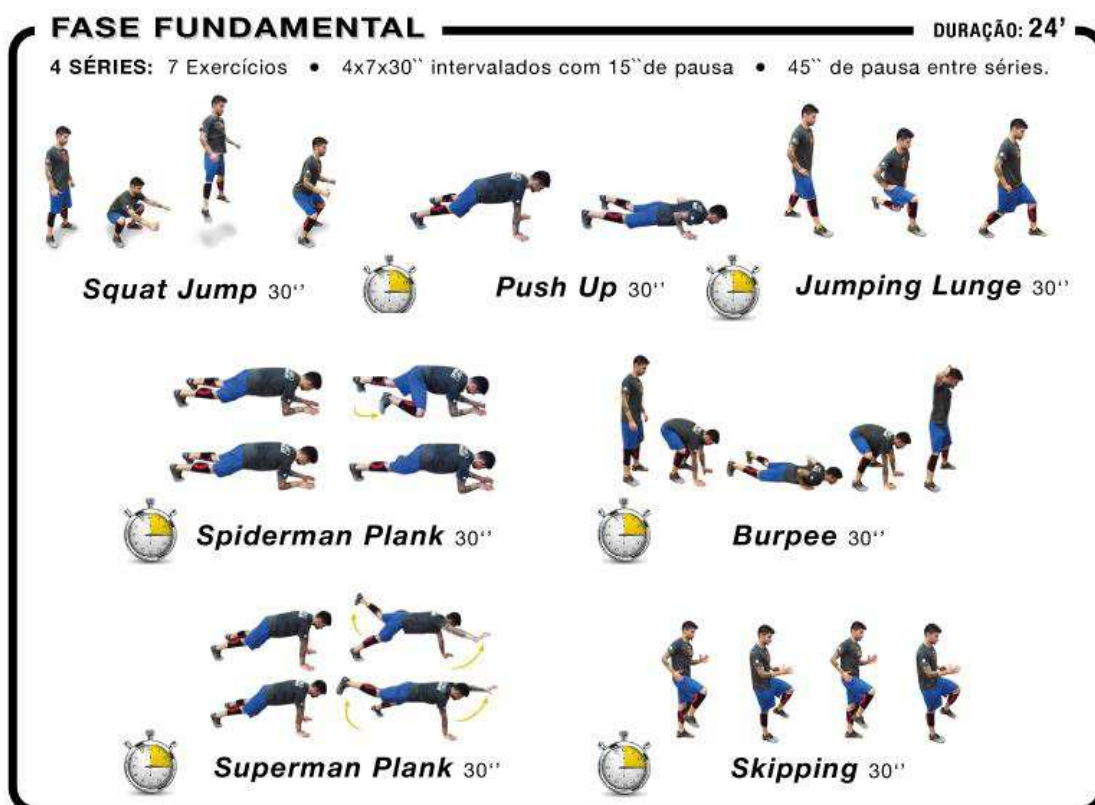 FASE FUNDAMENTAL DURAÇÃO: 24’
4 SÉRIES: 7 Exercícios • 4x7x30`` intervalados com 15``de pausa • 45`` de pausa entre séries.
Squat Jump 30‘’ Push Up 30‘’ Jumping Lunge 30‘’
Spiderman Plank 30‘’ Burpee 30‘’
Superman Plank 30‘’ Skipping 30‘’